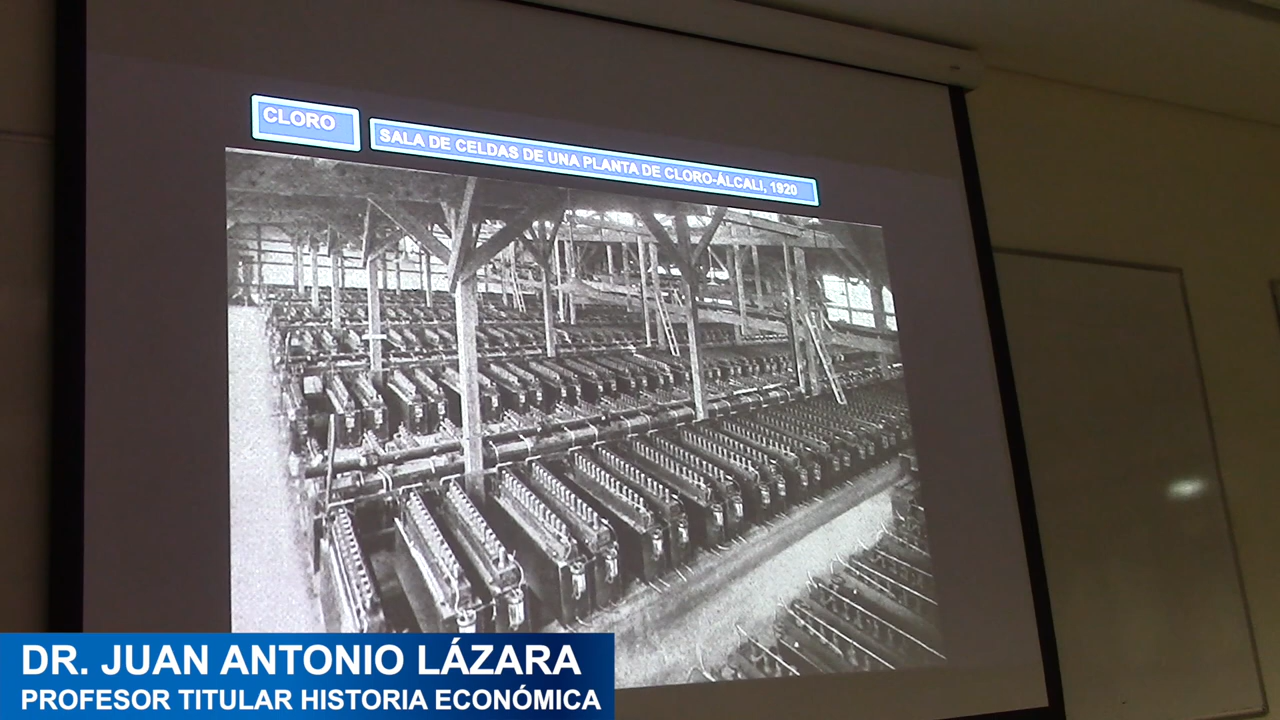 CLORO
SALA DE CELDAS DE UNA PLANTA DE CLORO-ÁLCALI, 1920
DR. JUAN ANTONIO LÁZARA
PROFESOR TITULAR HISTORIA ECONÓMICA